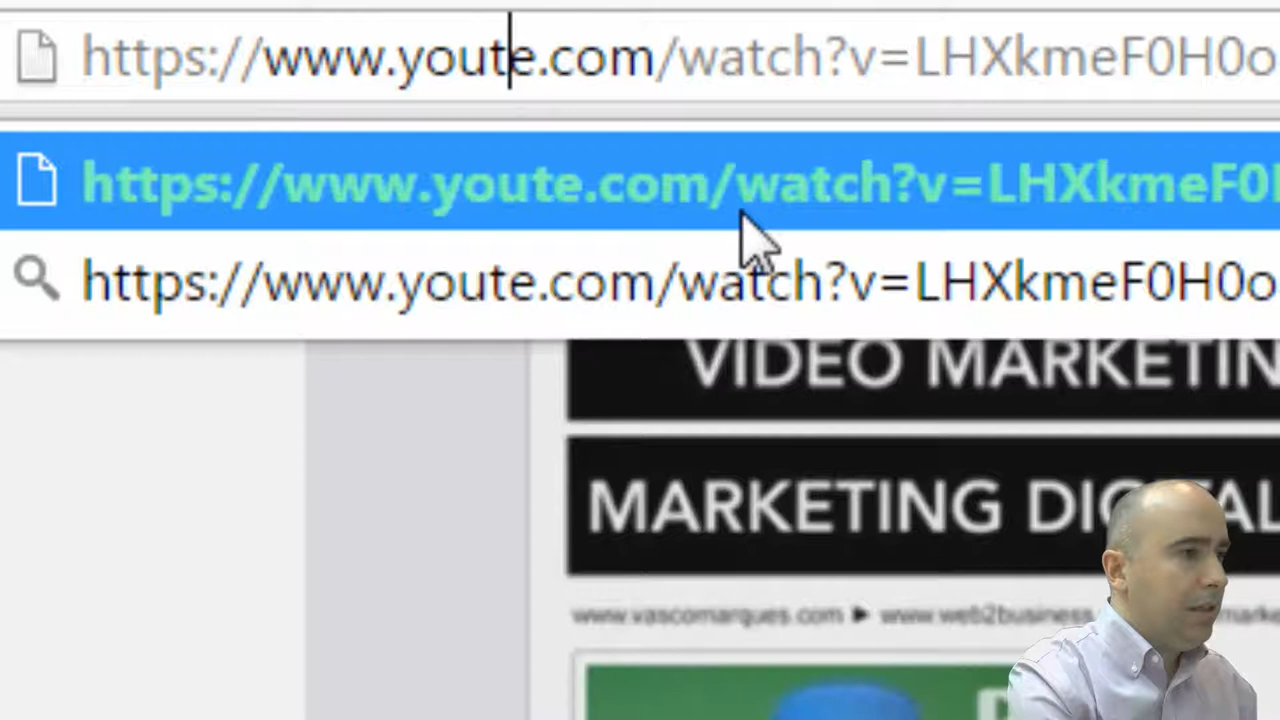 https://www.youte.com/watch?v=LHXkmeF0H0o
https://www.youte.com/watch?v=LHXkmeF0
https://www.youte.com/watch?v=LHXkmeF0H0o
VIDEO MARKETIN
MARKETING DIGITAL
www.vascomarques.com ► www.web2business